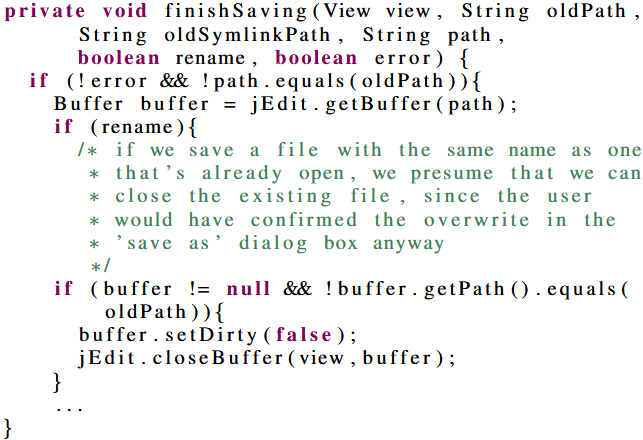 private void finishSaving(View view, String oldPath,
String oldSymlinkPath, String path,
boolean rename, boolean error) {
if (!error && !path.equals(oldPath)){
Buffer buffer = jEdit.getBuffer(path);
if (rename){
/* if we save a file with the same name as one
* that's already open, we presume that we can
* close the existing file, since the user
* would have confirmed the overwrite in the
* 'save as' dialog box anyway
*/
if (buffer != null && !buffer.getPath().equals(
oldPath)){
buffer.setDirty(false);
jEdit.closeBuffer(view,buffer);
}
...
}